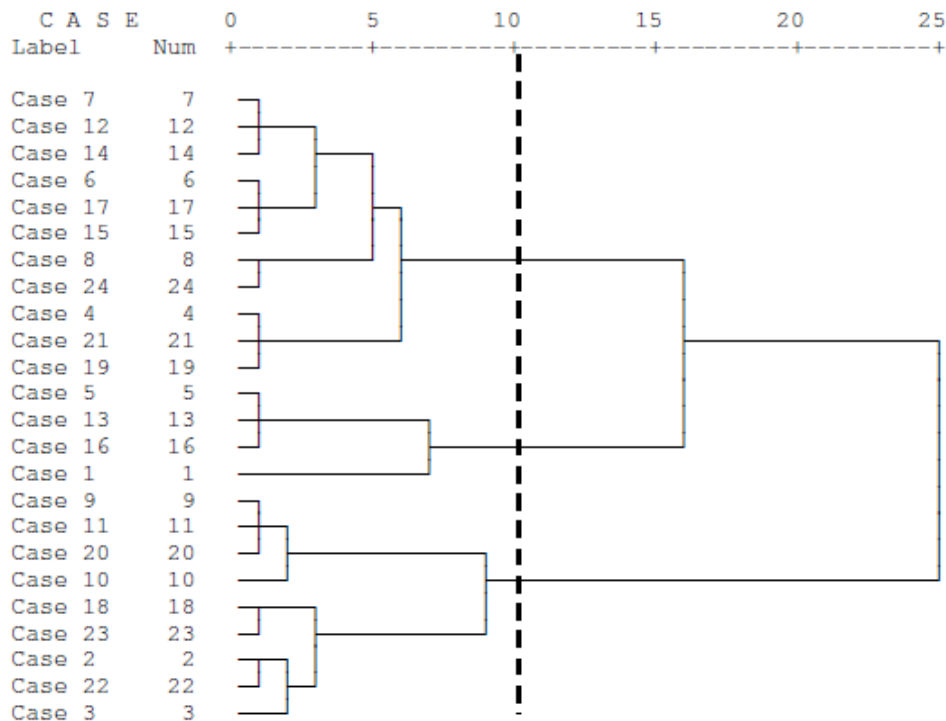 C A S E 0 5 10 15 20 25
Label Num +---------+---------+---------+---------+---------+
Case 7 7
Case 12 12
Case 14 14
Case 6 6
Case 17 17
Case 15 15
Case 8 8
Case 24 24
Case 4 4
Case 21 21
Case 19 19
Case 5 5
Case 13 13
Case 16 16
Case 1 1
Case 9 9
Case 11 11
Case 20 20
Case 10 10
Case 18 18
Case 23 23
Case 2 2
Case 22 22
Case 3 3